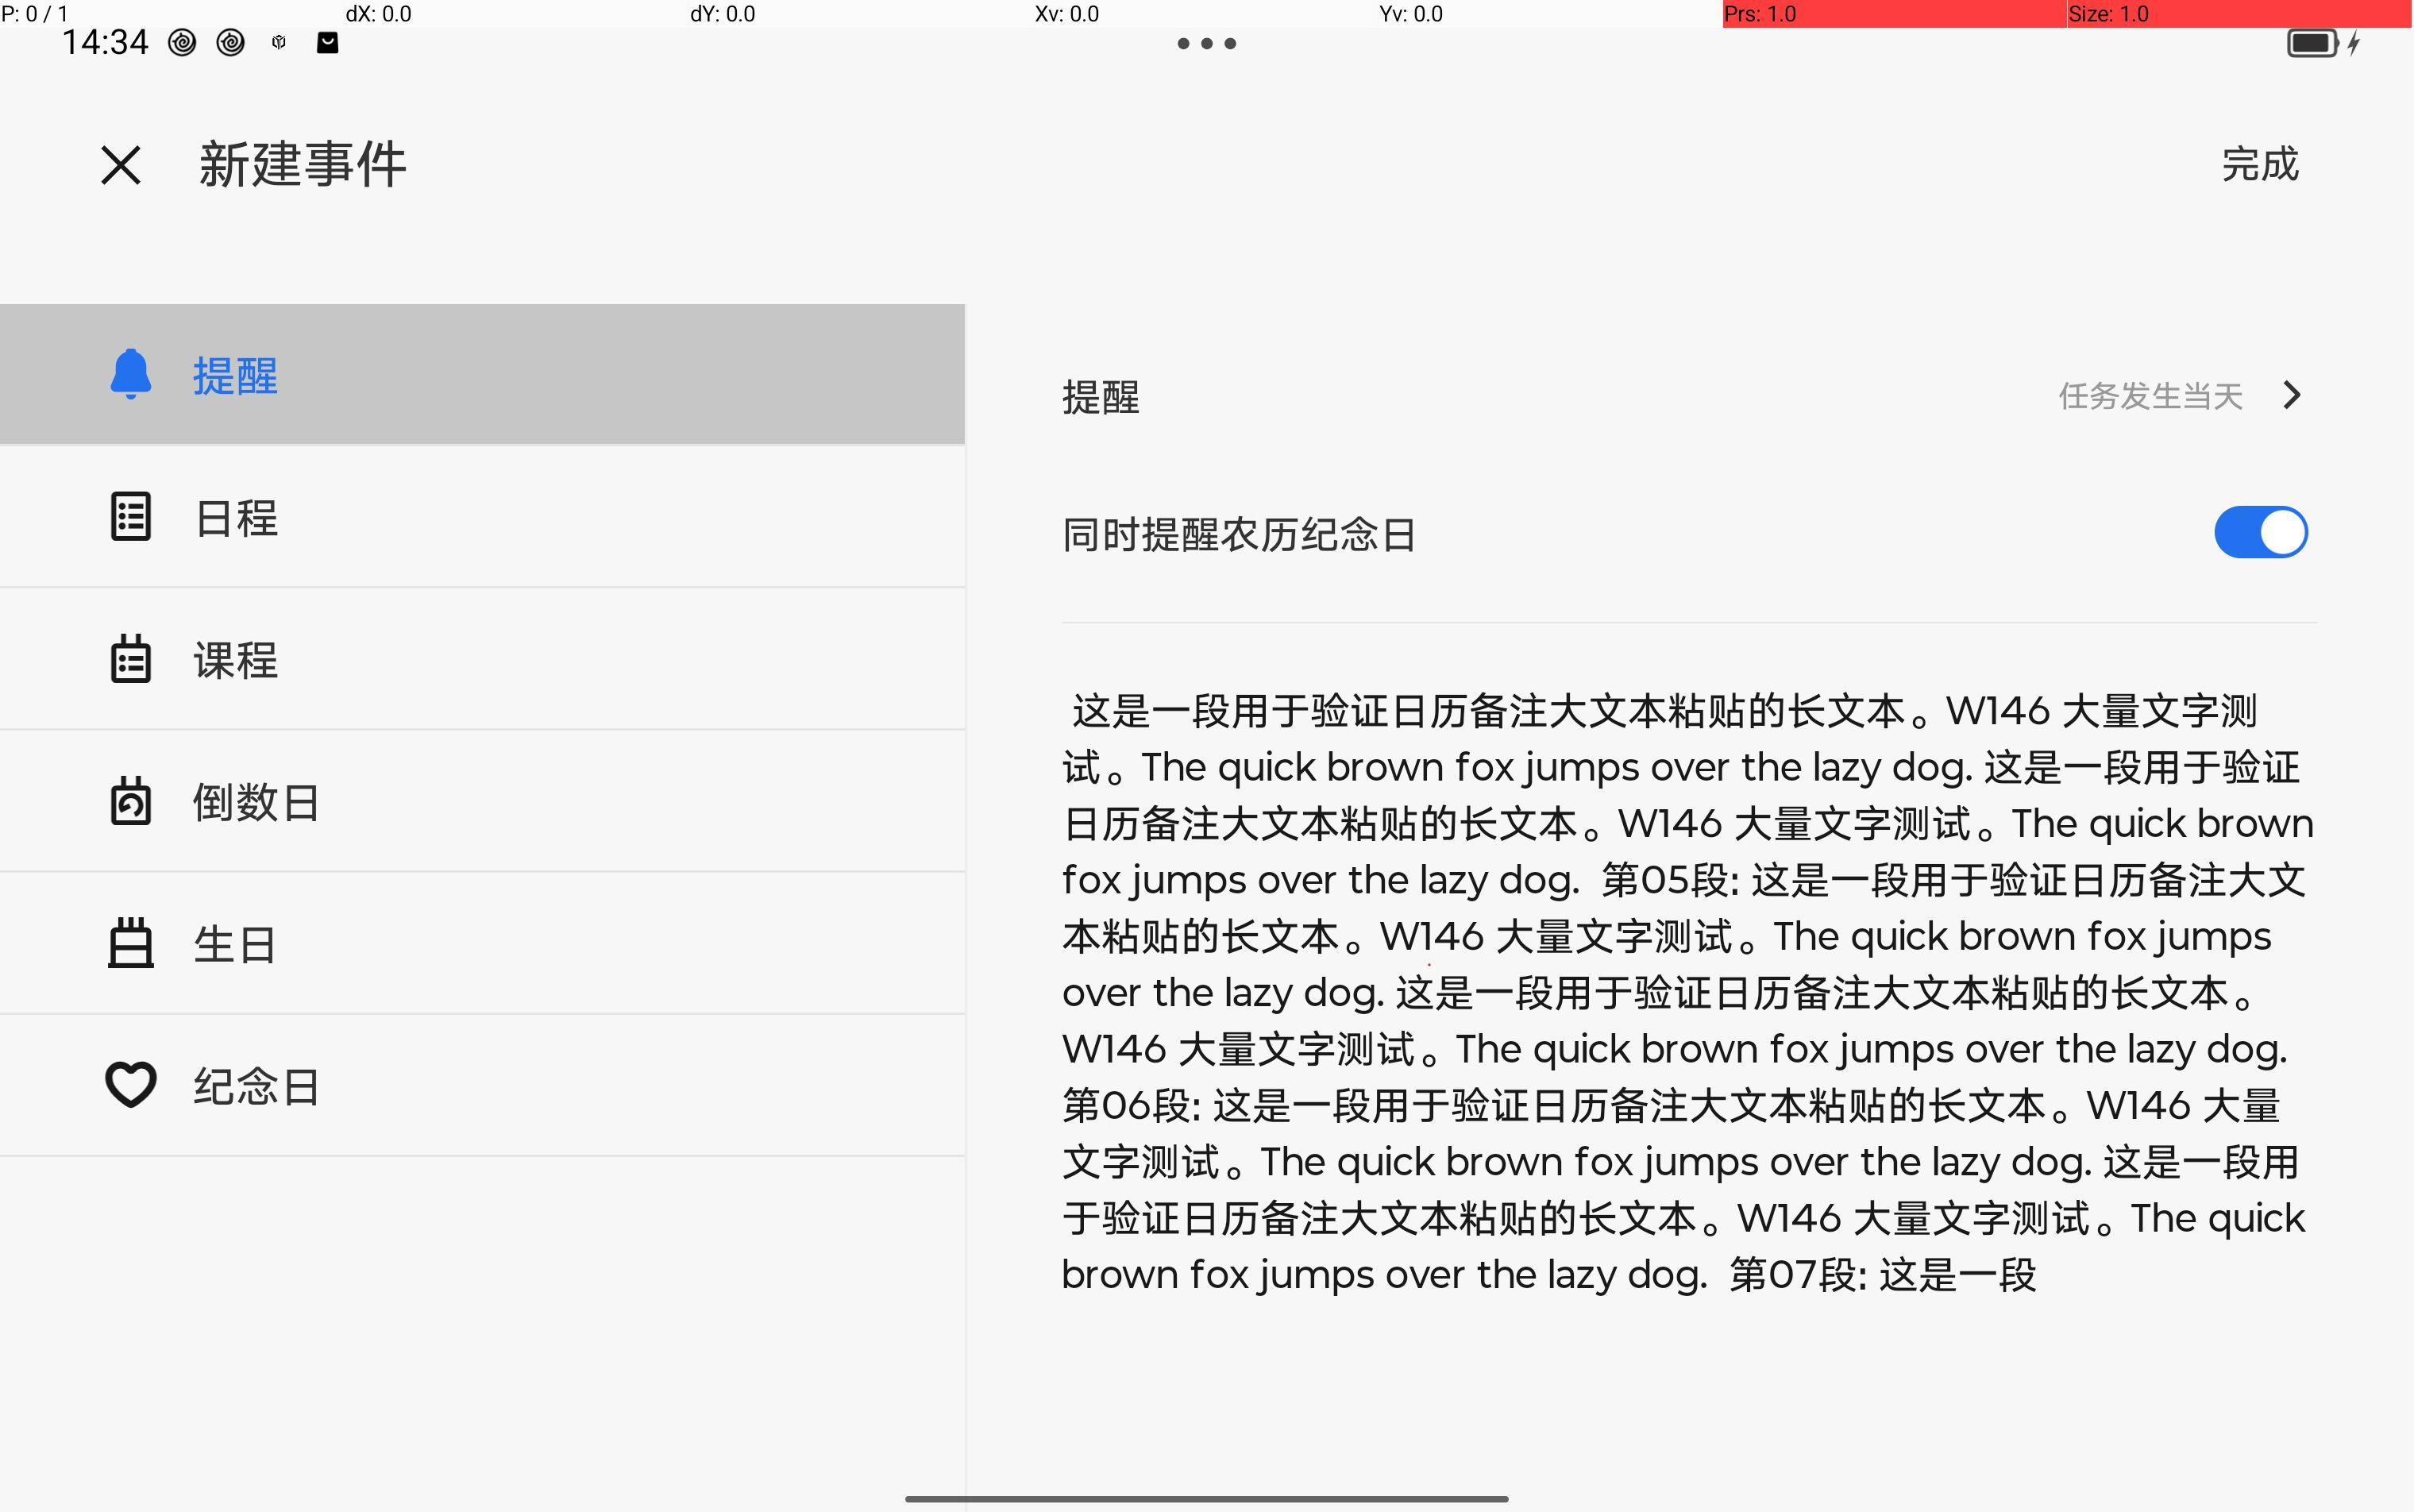 P: 0 / 1 dX: 0.0 dY: 0.0 Xv: 0.0 Yv: 0.0 Prs: 1.0 Size: 1.0
14:34
新建事件 完成
提醒
日程
课程
倒数日
生日
纪念日
提醒 任务发生当天
同时提醒农历纪念日
这是一段用于验证日历备注大文本粘贴的长文本。W146 大量文字测
试。The quick brown fox jumps over the lazy dog. 这是一段用于验证
日历备注大文本粘贴的长文本。W146 大量文字测试。The quick brown
fox jumps over the lazy dog.  第05段: 这是一段用于验证日历备注大文
本粘贴的长文本。W146 大量文字测试。The quick brown fox jumps
over the lazy dog. 这是一段用于验证日历备注大文本粘贴的长文本。
W146 大量文字测试。The quick brown fox jumps over the lazy dog.
第06段: 这是一段用于验证日历备注大文本粘贴的长文本。W146 大量
文字测试。The quick brown fox jumps over the lazy dog. 这是一段用
于验证日历备注大文本粘贴的长文本。W146 大量文字测试。The quick
brown fox jumps over the lazy dog.  第07段: 这是一段